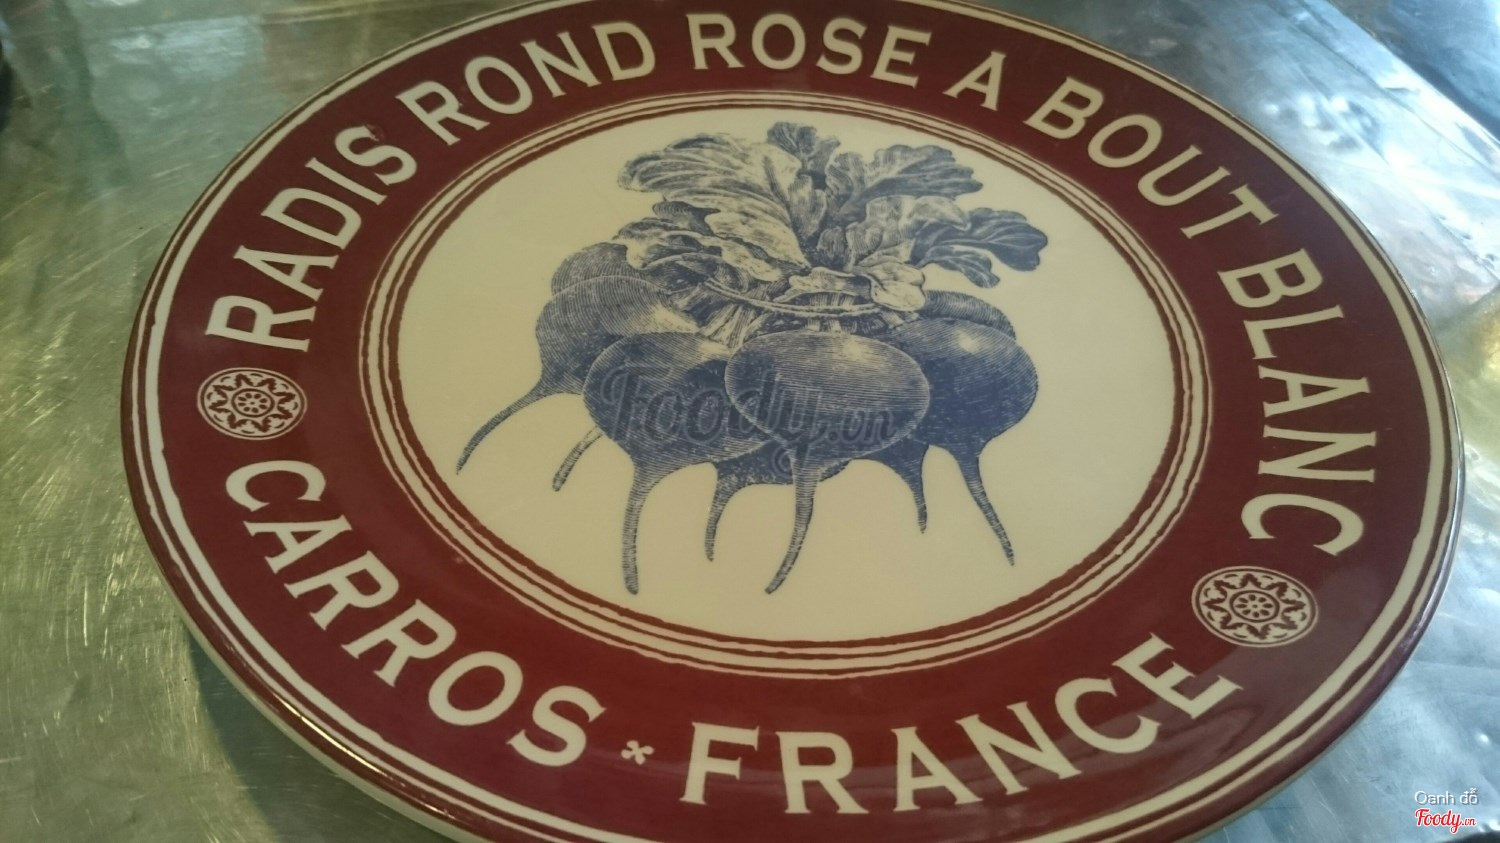 RADIS ROND ROSE A BOUT BLANC
CARROS * FRANCE
Foody.vn
Oanh đỗ
Foody.vn